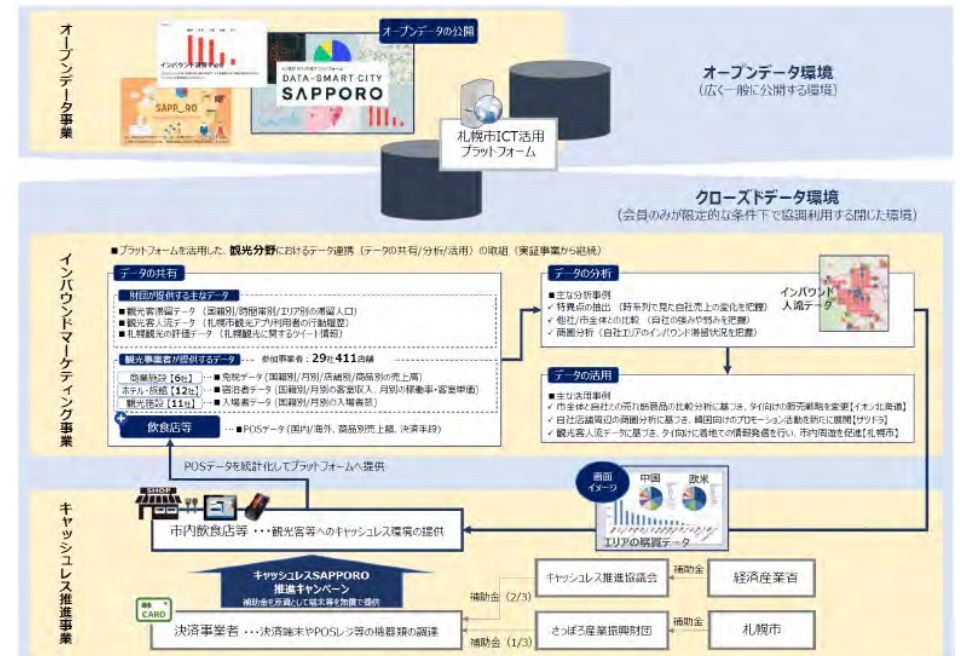 オープンデータ事業
オープンデータの公開
DATA-SMART CITY
SAPPORO
SAPP_RO
札幌市ICT活用
プラットフォーム
オープンデータ環境
（広く一般に公開する環境）
クローズドデータ環境
（会員のみが限定的な条件下で協調利用する閉じた環境）
インバウンドマーケティング事業
■プラットフォームを活用した、観光分野におけるデータ連携（データの共有/分析/活用）の取組（実証事業から継続）
データの共有
財団が提供する主なデータ
■観光客滞留データ（国籍別/時間帯別/エリア別の滞留人口）
■観光客人流データ（札幌市観光アプリ利用者の行動履歴）
■札幌観光の評価データ（札幌観光に関するツイート情報）
観光事業者が提供するデータ 参加事業者：29社411店舗
商業施設【6社】 …■免税データ（国籍別/月別/店舗別/商品別の売上高）
ホテル・旅館【12社】 …■宿泊者データ（国籍別/月別の客室収入、月別の稼働率・客室単価）
観光施設【11社】 …■入場者データ（国籍別/月別の入場者数）
飲食店等 …■POSデータ（国内/海外、商品別売上額、決済手段）
データの分析
■主な分析事例
✓ 特異点の抽出 （時系列で見た自社売上の変化を把握）
✓ 他社/市全体との比較（自社の強みや弱みを把握）
✓ 商圏分析（自社エリアのインバウンド滞留状況を把握）
インバウンド
人流データ
データの活用
■主な活用事例
✓ 市全体と自社との売れ筋商品の比較分析に基づき、タイ向けの販売戦略を変更【イオン北海道】
✓ 自社店舗周辺の商圏分析に基づき、韓国向けのプロモーション活動を新たに展開【サツドラ】
✓ 観光客人流データに基づき、タイ向けに着地での情報発信を行い、市内周遊を促進【札幌市】
POSデータを統計化してプラットフォームへ提供
キャッシュレス推進事業
SHOP
市内飲食店等 ･･･観光客等へのキャッシュレス環境の提供
画面
イメージ
中国
欧米
エリアの購買データ
キャッシュレスSAPPORO
推進キャンペーン
補助金を原資として端末等を無償で提供
CARD
決済事業者 ･･･決済端末やPOSレジ等の機器類の調達
補助金（2/3）
キャッシュレス推進協議会
補助金
経済産業省
補助金（1/3）
さっぽろ産業振興財団
補助金
札幌市